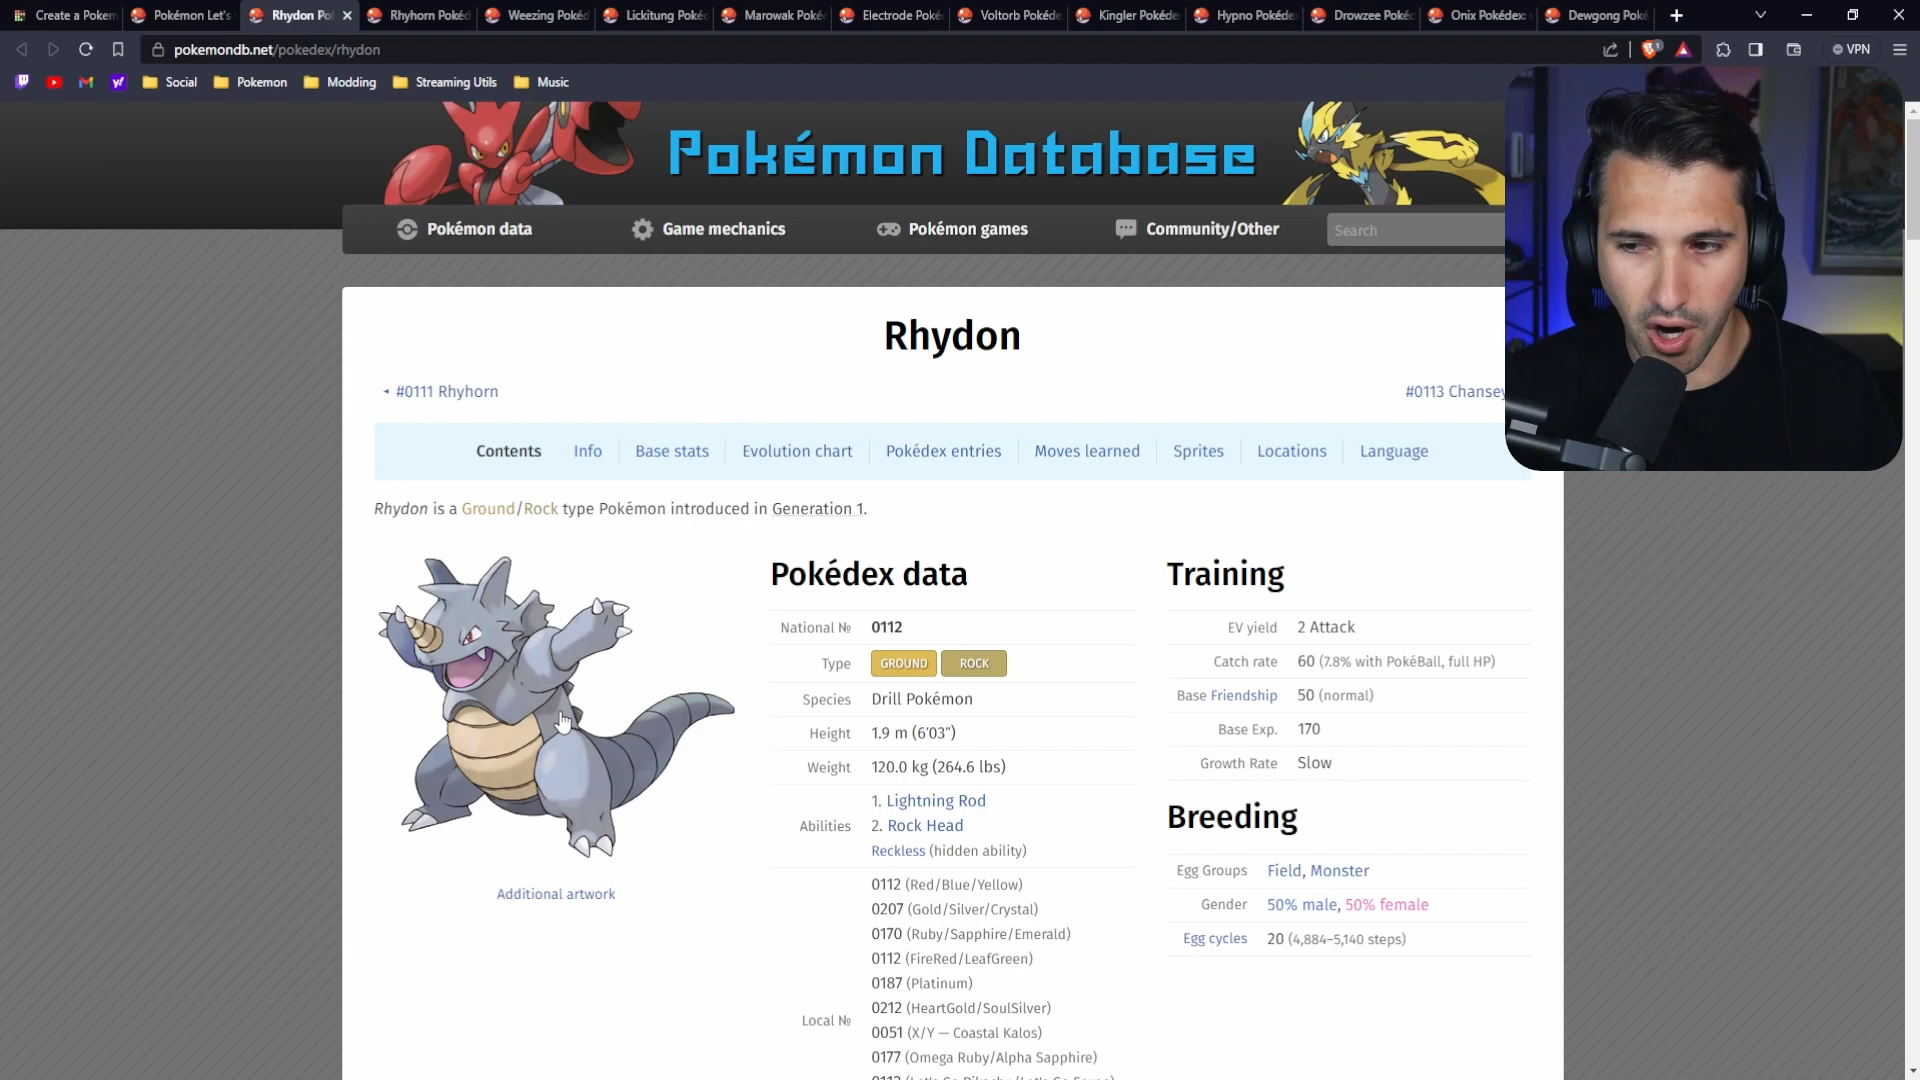 Create a Pokem
Pokémon Let's
Rhydon Po
Rhyhorn Pokéd
Weezing Pokéd
Lickitung Poké
Marowak Poké
Electrode Poké
Voltorb Pokéde
Kingler Pokéde
Hypno Pokéde
Drowzee Pokéd
Onix Pokédex:
Dewgong Poké
pokemondb.net/pokedex/rhydon
VPN
Social
Pokemon
Modding
Streaming Utils
Music
Pokémon Database
Pokémon data
Game mechanics
Pokémon games
Community/Other
Search
Rhydon
#0111 Rhyhorn
#0113 Chansey
Contents Info Base stats Evolution chart Pokédex entries Moves learned Sprites Locations Language
Rhydon is a Ground/Rock type Pokémon introduced in Generation 1.
Additional artwork
Pokédex data
National № 0112
Type GROUND ROCK
Species Drill Pokémon
Height 1.9 m (6′03″)
Weight 120.0 kg (264.6 lbs)
Abilities 1. Lightning Rod
2. Rock Head
Reckless (hidden ability)
Local № 0112 (Red/Blue/Yellow)
0207 (Gold/Silver/Crystal)
0170 (Ruby/Sapphire/Emerald)
0112 (FireRed/LeafGreen)
0187 (Platinum)
0212 (HeartGold/SoulSilver)
0051 (X/Y — Coastal Kalos)
0177 (Omega Ruby/Alpha Sapphire)
Training
EV yield 2 Attack
Catch rate 60 (7.8% with PokéBall, full HP)
Base Friendship 50 (normal)
Base Exp. 170
Growth Rate Slow
Breeding
Egg Groups Field, Monster
Gender 50% male, 50% female
Egg cycles 20 (4,884–5,140 steps)